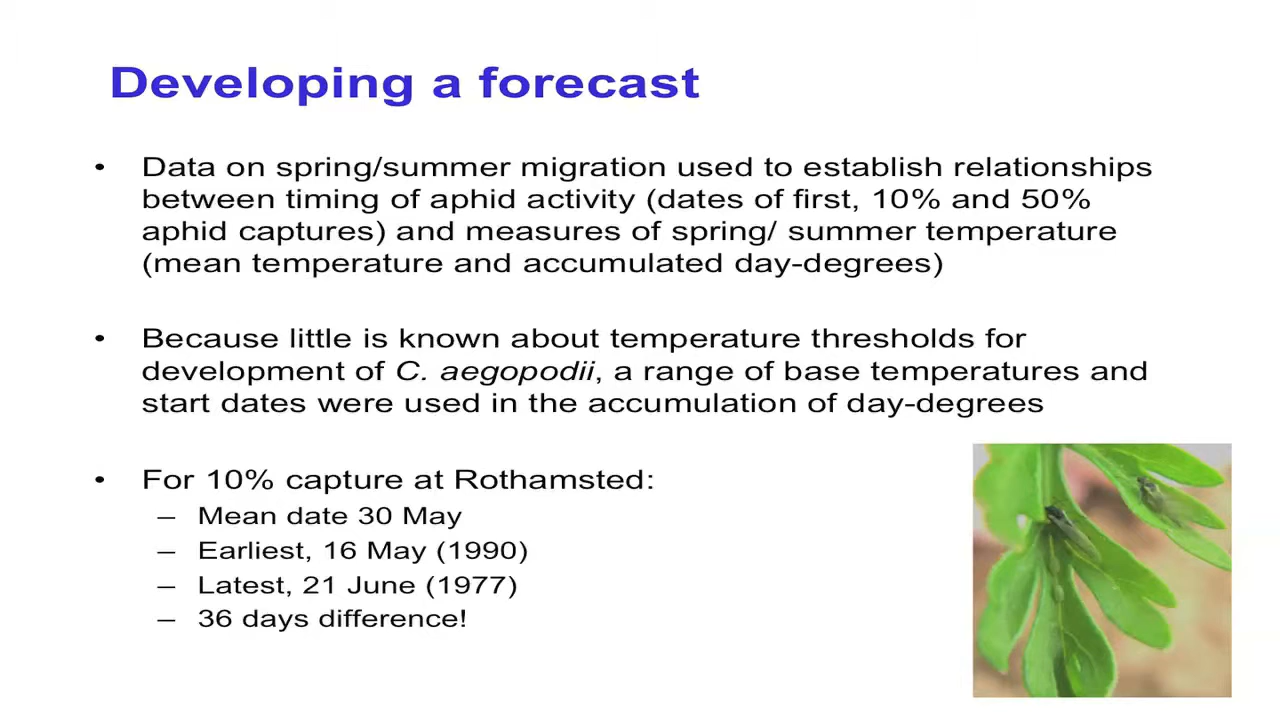 Developing a forecast
• Data on spring/summer migration used to establish relationships
between timing of aphid activity (dates of first, 10% and 50%
aphid captures) and measures of spring/ summer temperature
(mean temperature and accumulated day-degrees)
• Because little is known about temperature thresholds for
development of C. aegopodii, a range of base temperatures and
start dates were used in the accumulation of day-degrees
• For 10% capture at Rothamsted:
– Mean date 30 May
– Earliest, 16 May (1990)
– Latest, 21 June (1977)
– 36 days difference!